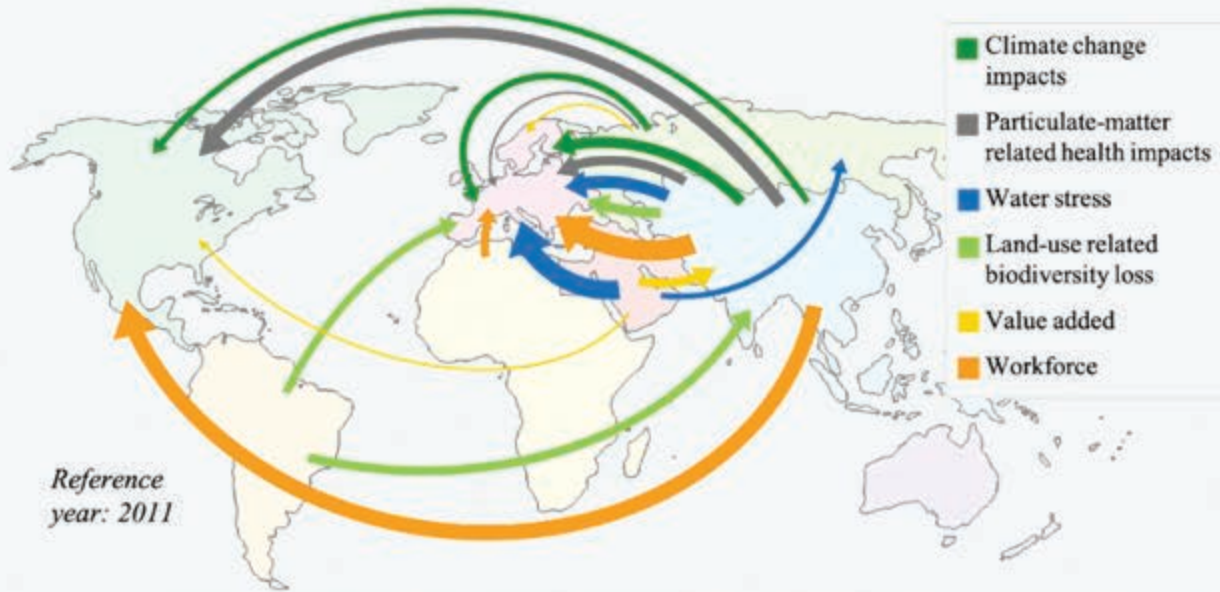 Climate change
impacts
Particulate-matter
related health impacts
Water stress
Land-use related
biodiversity loss
Value added
Workforce
Reference
year: 2011